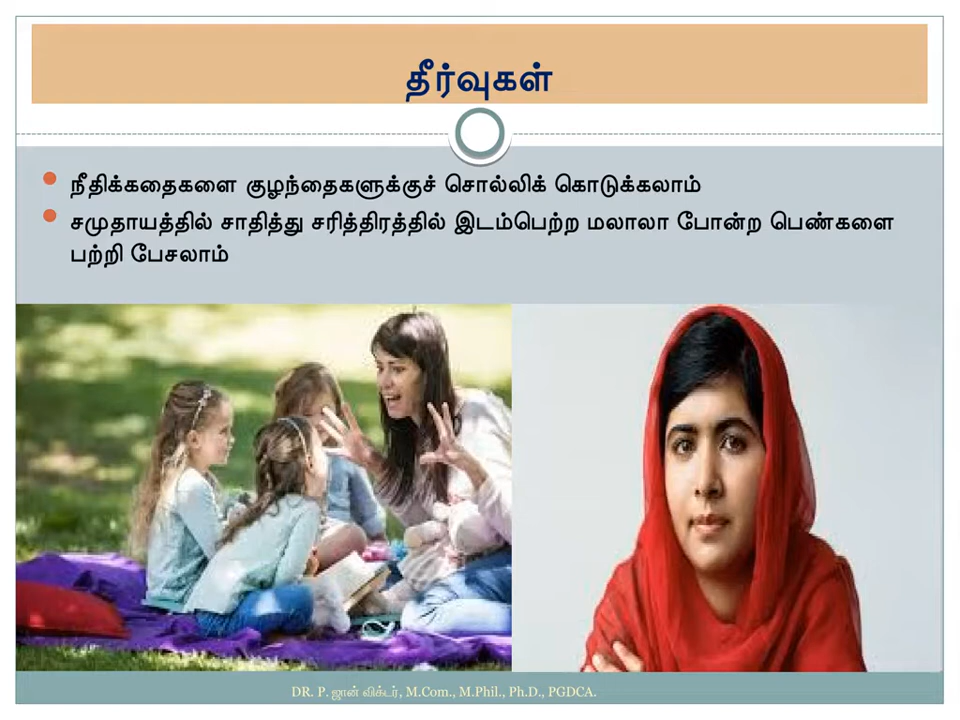 தீர்வுகள்
நீதிக்கதைகளை குழந்தைகளுக்குச் சொல்லிக் கொடுக்கலாம்
சமுதாயத்தில் சாதித்து சரித்திரத்தில் இடம்பெற்ற மலாலா போன்ற பெண்களை
பற்றி பேசலாம்
DR. P. ஜான் விக்டர், M.Com., M.Phil., Ph.D., PGDCA.